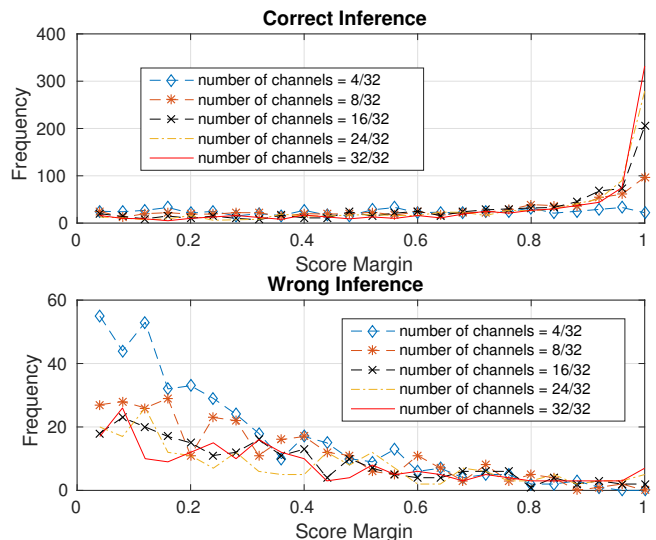 Correct Inference
400
300
200
100
0
Frequency
number of channels = 4/32
number of channels = 8/32
number of channels = 16/32
number of channels = 24/32
number of channels = 32/32
0 0.2 0.4 0.6 0.8 1
Score Margin
Wrong Inference
60
40
20
0
Frequency
number of channels = 4/32
number of channels = 8/32
number of channels = 16/32
number of channels = 24/32
number of channels = 32/32
0 0.2 0.4 0.6 0.8 1
Score Margin